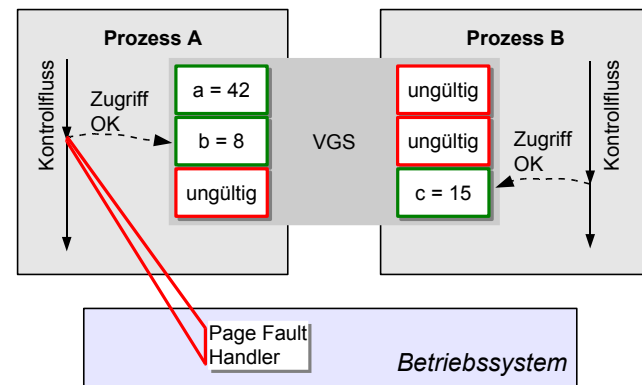 Prozess A
Prozess B
Kontrollfluss
Zugriff
OK
a = 42
b = 8
ungültig
VGS
ungültig
ungültig
c = 15
Zugriff
OK
Kontrollfluss
Page Fault
Handler
Betriebssystem